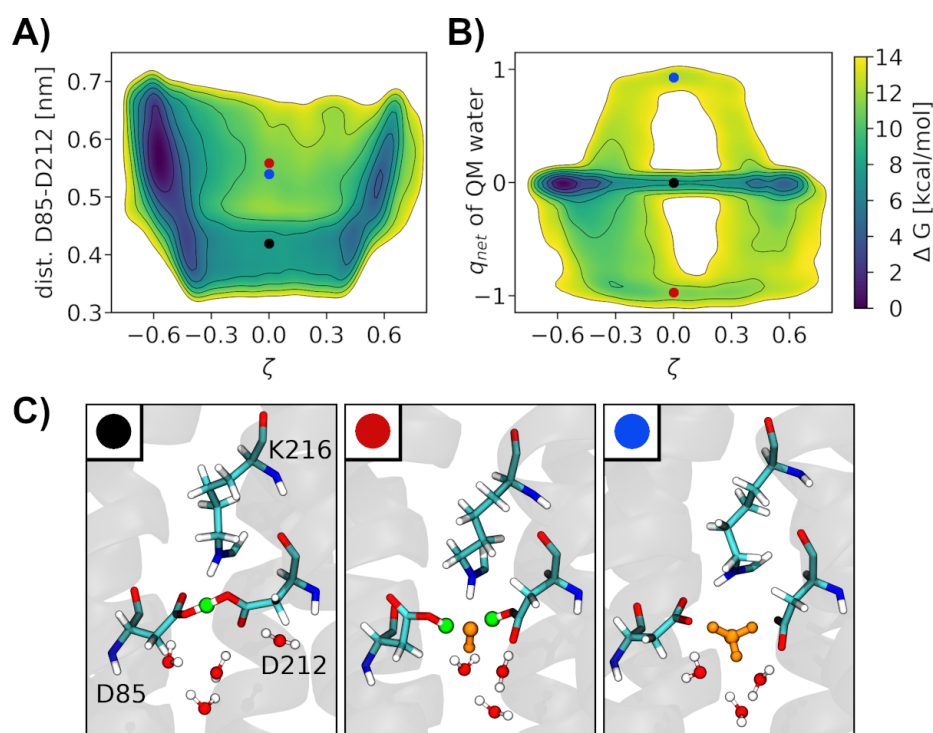 A)
B)
dist. D85-D212 [nm]
0.7
0.6
0.5
0.4
0.3
−0.6 −0.3 0.0 0.3 0.6
ζ
q_net of QM water
1
0
−1
−0.6 −0.3 0.0 0.3 0.6
ζ
14
12
10
8
6
4
2
0
Δ G [kcal/mol]
C)
K216
D85
D212